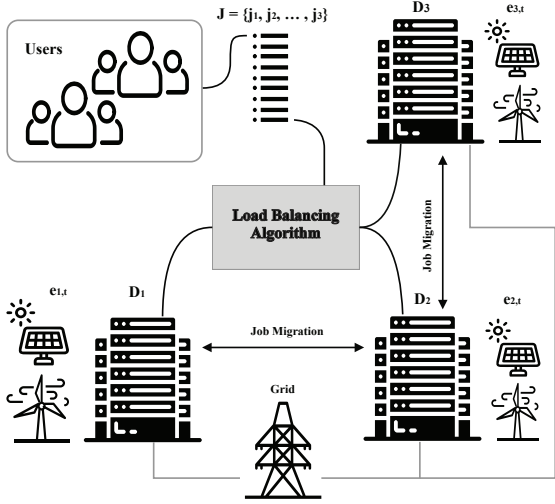 J = {j₁, j₂, … , j₃}
D₃
e₃,ₜ
Users
Load Balancing
Algorithm
Job Migration
D₁
e₁,ₜ
D₂
e₂,ₜ
Job Migration
Grid